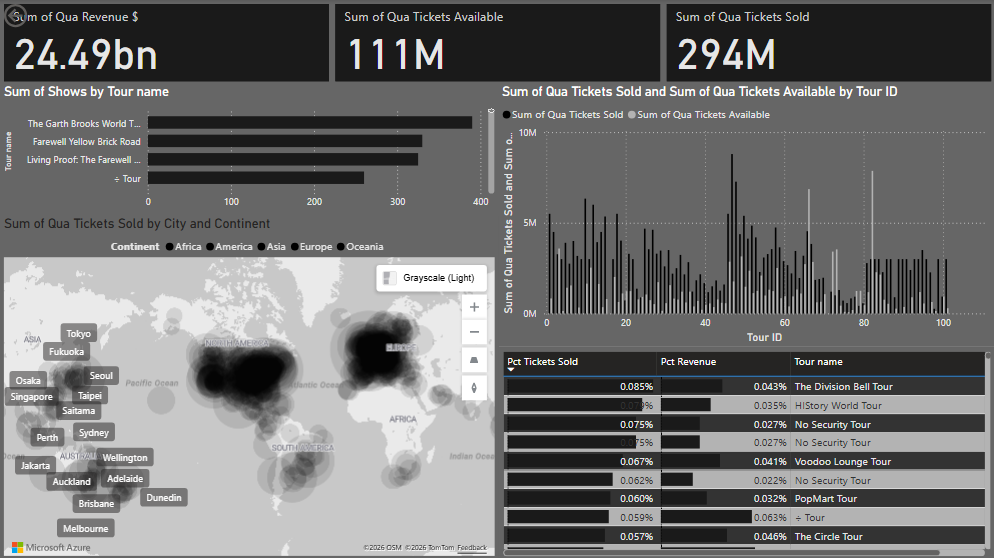 Sum of Qua Revenue $
24.49bn
Sum of Qua Tickets Available
111M
Sum of Qua Tickets Sold
294M
Sum of Shows by Tour name
Tour name
The Garth Brooks World T...
Farewell Yellow Brick Road
Living Proof: The Farewell ...
÷ Tour
0 100 200 300 400
Sum of Qua Tickets Sold and Sum of Qua Tickets Available by Tour ID
Sum of Qua Tickets Sold Sum of Qua Tickets Available
Sum of Qua Tickets Sold and Sum o...
10M
5M
0M
0 20 40 60 80 100
Tour ID
Sum of Qua Tickets Sold by City and Continent
Continent Africa America Asia Europe Oceania
Grayscale (Light)
NORTH AMERICA
EUROPE
ASIA
Tokyo
Fukuoka
Osaka
Seoul
Singapore
Taipei
Saitama
Pacific Ocean
Atlantic Ocean
AFRICA
Perth
Sydney
SOUTH AMERICA
Wellington
Jakarta
Indian Ocea
Auckland
Adelaide
Dunedin
Brisbane
Melbourne
Microsoft Azure
©2026 OSM ©2026 TomTom Feedback
Pct Tickets Sold Pct Revenue Tour name
0.085% 0.043% The Division Bell Tour
0.079% 0.035% HIStory World Tour
0.075% 0.027% No Security Tour
0.075% 0.027% No Security Tour
0.067% 0.041% Voodoo Lounge Tour
0.062% 0.022% No Security Tour
0.060% 0.032% PopMart Tour
0.059% 0.063% ÷ Tour
0.057% 0.046% The Circle Tour